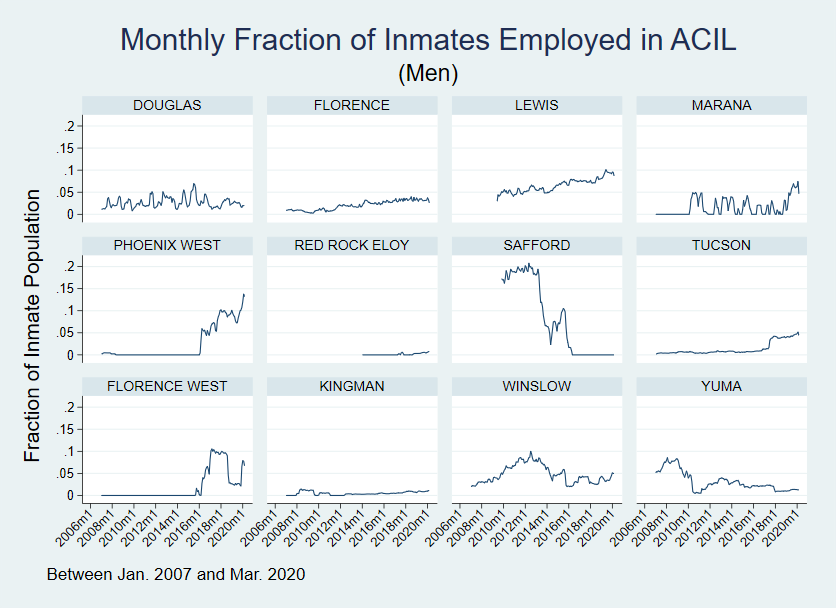 Monthly Fraction of Inmates Employed in ACIL
(Men)
Fraction of Inmate Population
DOUGLAS FLORENCE LEWIS MARANA
.2
.15
.1
.05
0
PHOENIX WEST RED ROCK ELOY SAFFORD TUCSON
.2
.15
.1
.05
0
FLORENCE WEST KINGMAN WINSLOW YUMA
.2
.15
.1
.05
0
2006m1 2008m1 2010m1 2012m1 2014m1 2016m1 2018m1 2020m1 2006m1 2008m1 2010m1 2012m1 2014m1 2016m1 2018m1 2020m1 2006m1 2008m1 2010m1 2012m1 2014m1 2016m1 2018m1 2020m1 2006m1 2008m1 2010m1 2012m1 2014m1 2016m1 2018m1 2020m1
Between Jan. 2007 and Mar. 2020